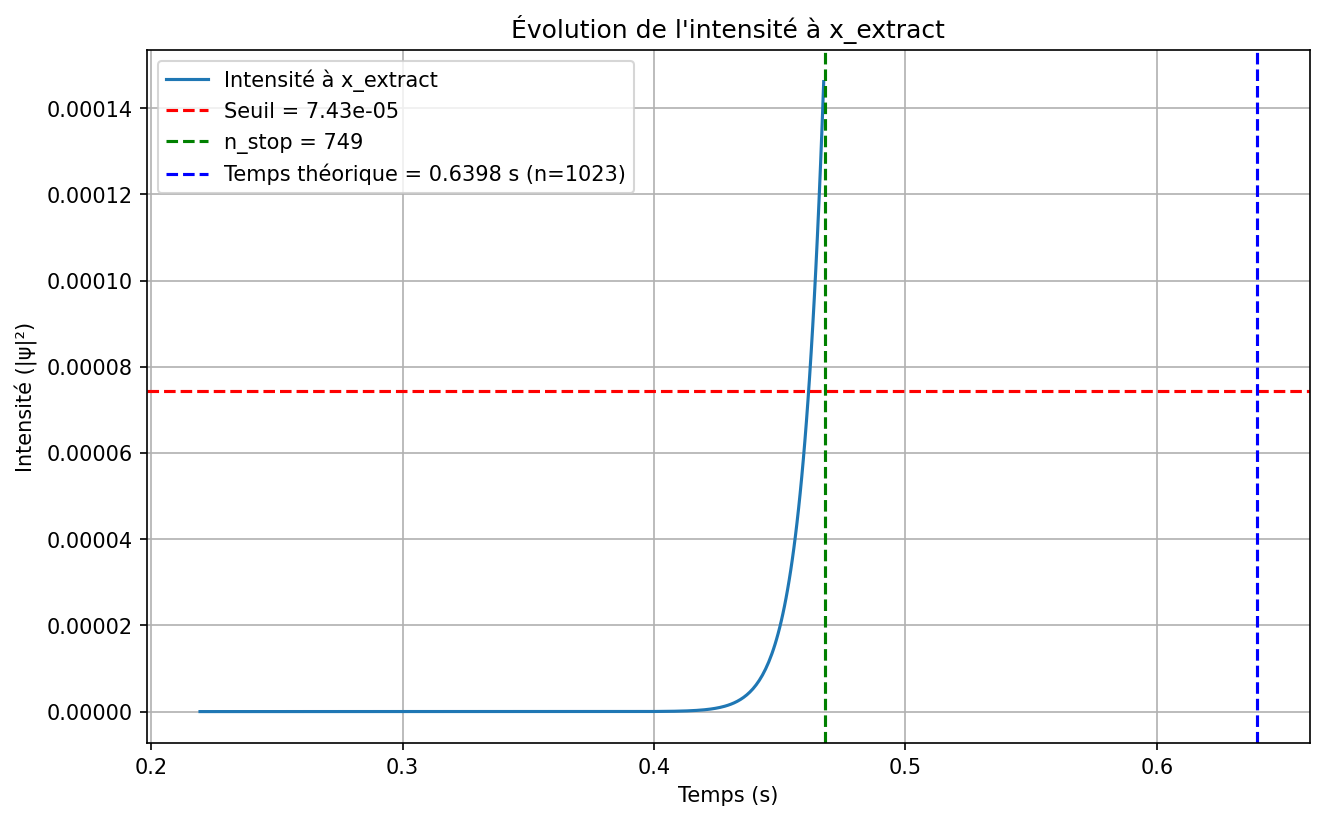 Évolution de l'intensité à x_extract
Intensité à x_extract
Seuil = 7.43e-05
n_stop = 749
Temps théorique = 0.6398 s (n=1023)
Intensité (|ψ|²)
0.00014
0.00012
0.00010
0.00008
0.00006
0.00004
0.00002
0.00000
0.2 0.3 0.4 0.5 0.6
Temps (s)